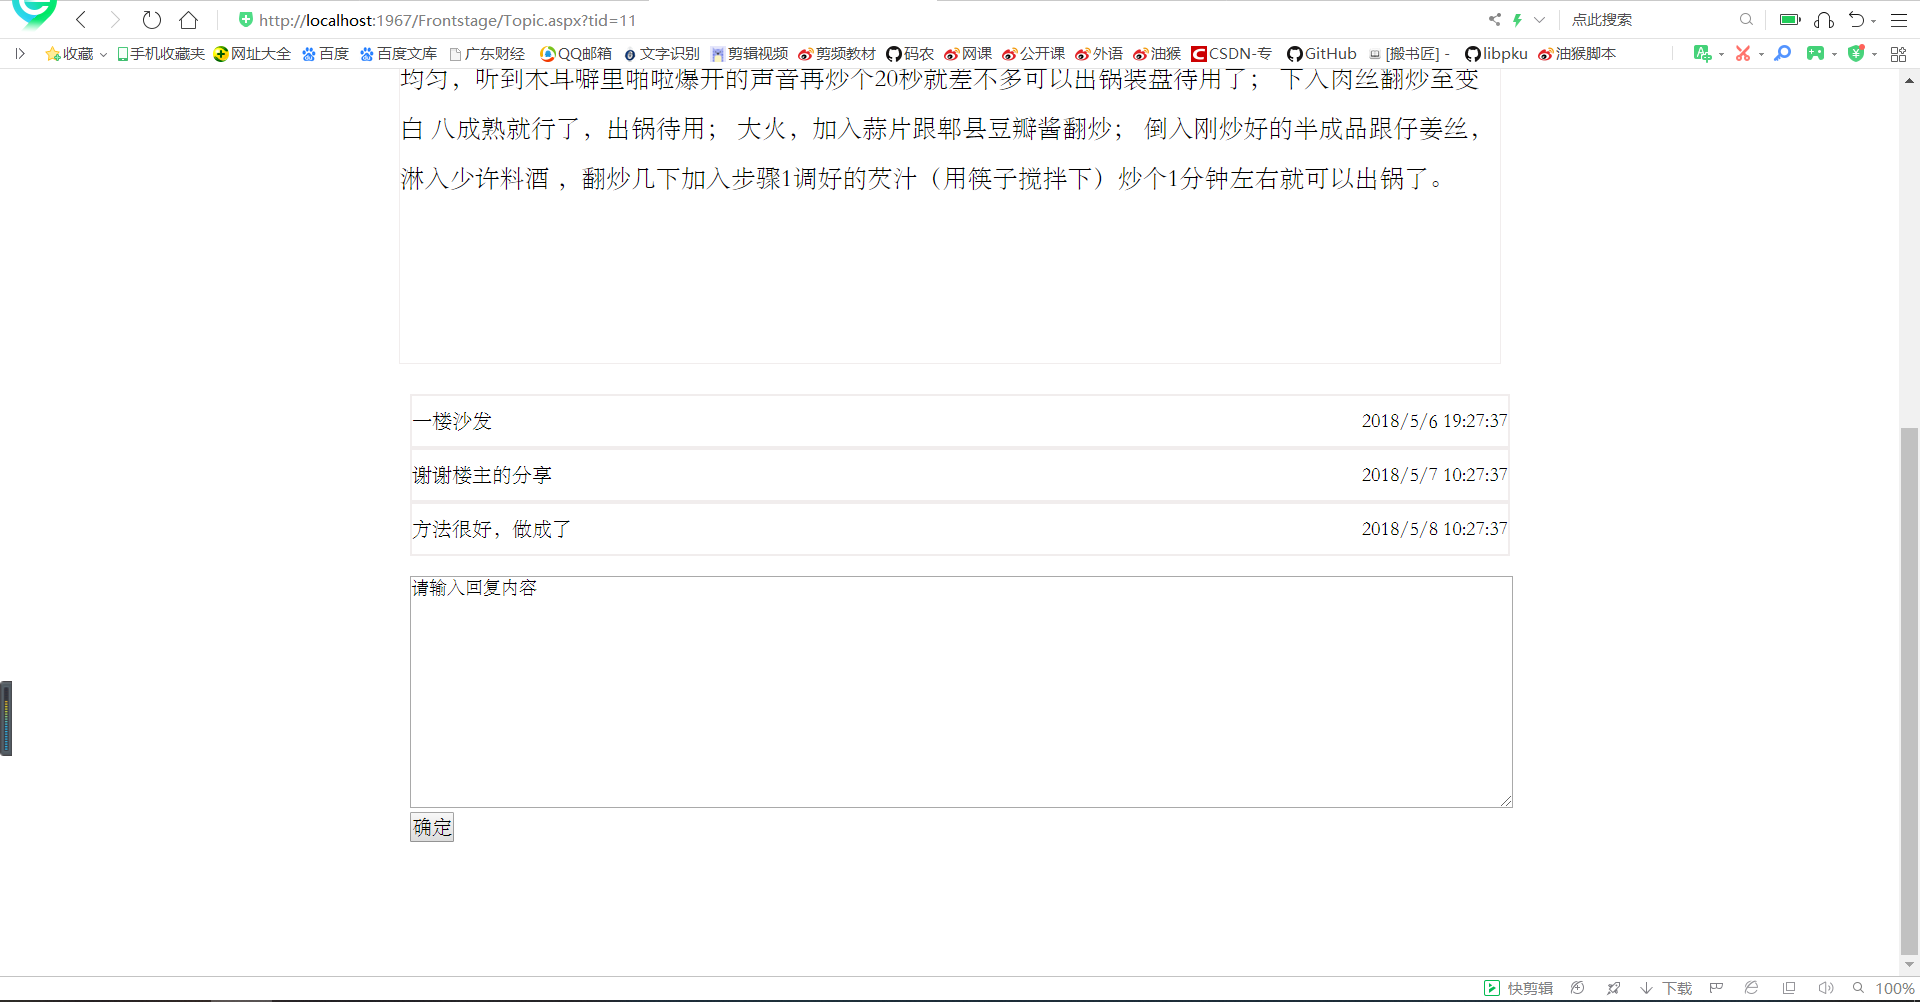 http://localhost:1967/Frontstage/Topic.aspx?tid=11 点此搜索
收藏 手机收藏夹 网址大全 百度 百度文库 广东财经 QQ邮箱 文字识别 剪辑视频 剪频教材 码农 网课 公开课 外语 油猴 CSDN-专 GitHub [搬书匠] - libpku 油猴脚本
均匀，听到木耳噼里啪啦爆开的声音再炒个20秒就差不多可以出锅装盘待用了； 下入肉丝翻炒至变
白 八成熟就行了，出锅待用； 大火，加入蒜片跟郫县豆瓣酱翻炒； 倒入刚炒好的半成品跟仔姜丝，
淋入少许料酒 ，翻炒几下加入步骤1调好的芡汁（用筷子搅拌下）炒个1分钟左右就可以出锅了。
一楼沙发 2018/5/6 19:27:37
谢谢楼主的分享 2018/5/7 10:27:37
方法很好，做成了 2018/5/8 10:27:37
请输入回复内容
确定
快剪辑 下载 100%